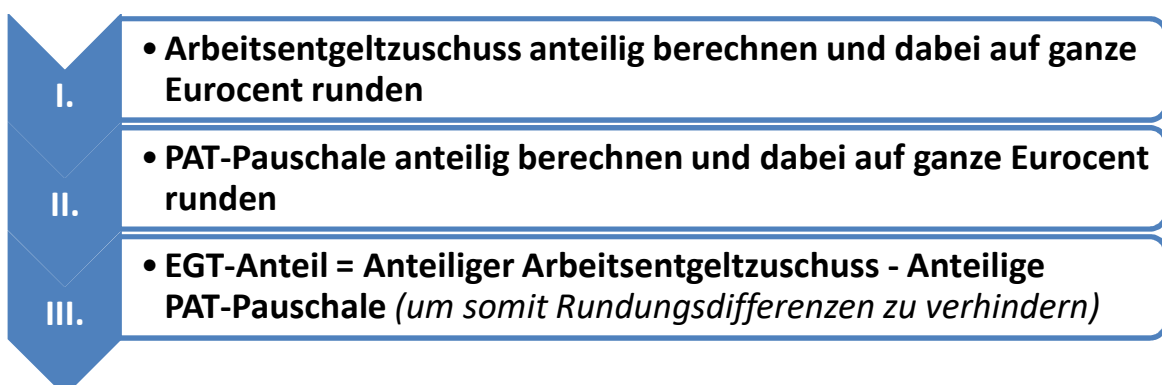 I.
• Arbeitsentgeltzuschuss anteilig berechnen und dabei auf ganze
Eurocent runden
II.
• PAT-Pauschale anteilig berechnen und dabei auf ganze Eurocent
runden
III.
• EGT-Anteil = Anteiliger Arbeitsentgeltzuschuss - Anteilige
PAT-Pauschale (um somit Rundungsdifferenzen zu verhindern)